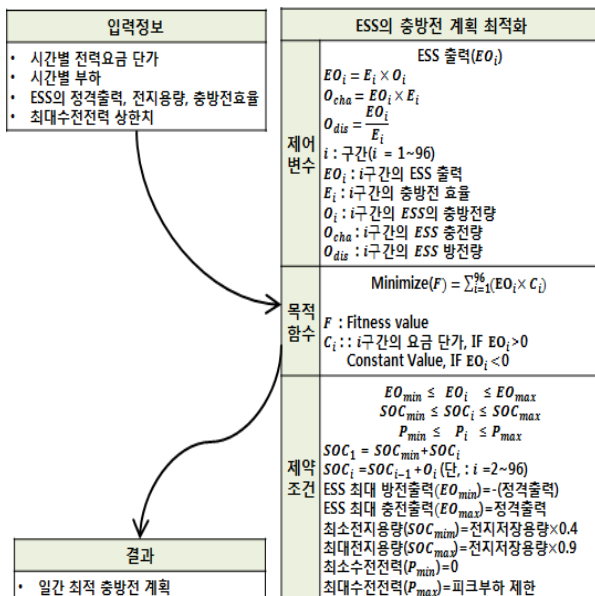 입력정보
• 시간별 전력요금 단가
• 시간별 부하
• ESS의 정격출력, 전지용량, 충방전효율
• 최대수전전력 상한치
ESS의 충방전 계획 최적화
제어
변수
ESS 출력(EO_i)
EO_i = E_i × O_i
O_cha = EO_i × E_i
O_dis = EO_i / E_i
i : 구간(i = 1~96)
EO_i : i구간의 ESS 출력
E_i : i구간의 충방전 효율
O_i : i구간의 ESS의 충방전량
O_cha : i구간의 ESS 충전량
O_dis : i구간의 ESS 방전량
목적
함수
Minimize(F) = ∑_{i=1}^{96}(EO_i × C_i)
F : Fitness value
C_i : : i구간의 요금 단가, IF EO_i>0
Constant Value, IF EO_i<0
제약
조건
EO_min ≤ EO_i ≤ EO_max
SOC_min ≤ SOC_i ≤ SOC_max
P_min ≤ P_i ≤ P_max
SOC_1 = SOC_min+SOC_i
SOC_i =SOC_{i-1}+O_i (단, : i =2~96)
ESS 최대 방전출력(EO_min)=-(정격출력)
ESS 최대 충전출력(EO_max)=정격출력
최소전지용량(SOC_mim)=전지저장용량×0.4
최대전지용량(SOC_max)=전지저장용량×0.9
최소수전전력(P_min)=0
최대수전전력(P_max)=피크부하 제한
결과
• 일간 최적 충방전 계획